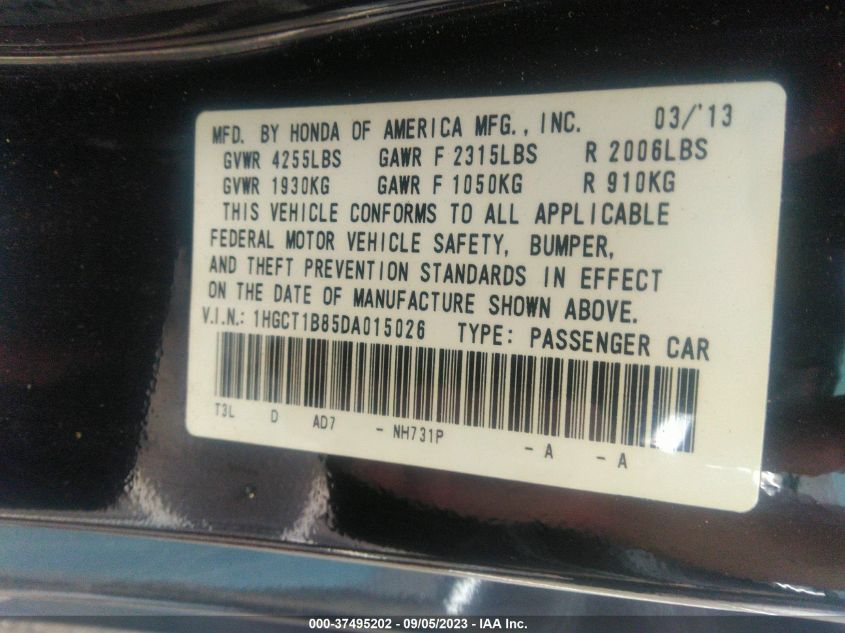 MFD. BY HONDA OF AMERICA MFG., INC. 03/'13
GVWR 4255LBS GAWR F 2315LBS R 2006LBS
GVWR 1930KG GAWR F 1050KG R 910KG
THIS VEHICLE CONFORMS TO ALL APPLICABLE
FEDERAL MOTOR VEHICLE SAFETY, BUMPER,
AND THEFT PREVENTION STANDARDS IN EFFECT
ON THE DATE OF MANUFACTURE SHOWN ABOVE.
V.I.N.: 1HGCT1B85DA015026 TYPE: PASSENGER CAR
T3L D AD7 - NH731P - A - A
000-37495202 - 09/05/2023 - IAA Inc.